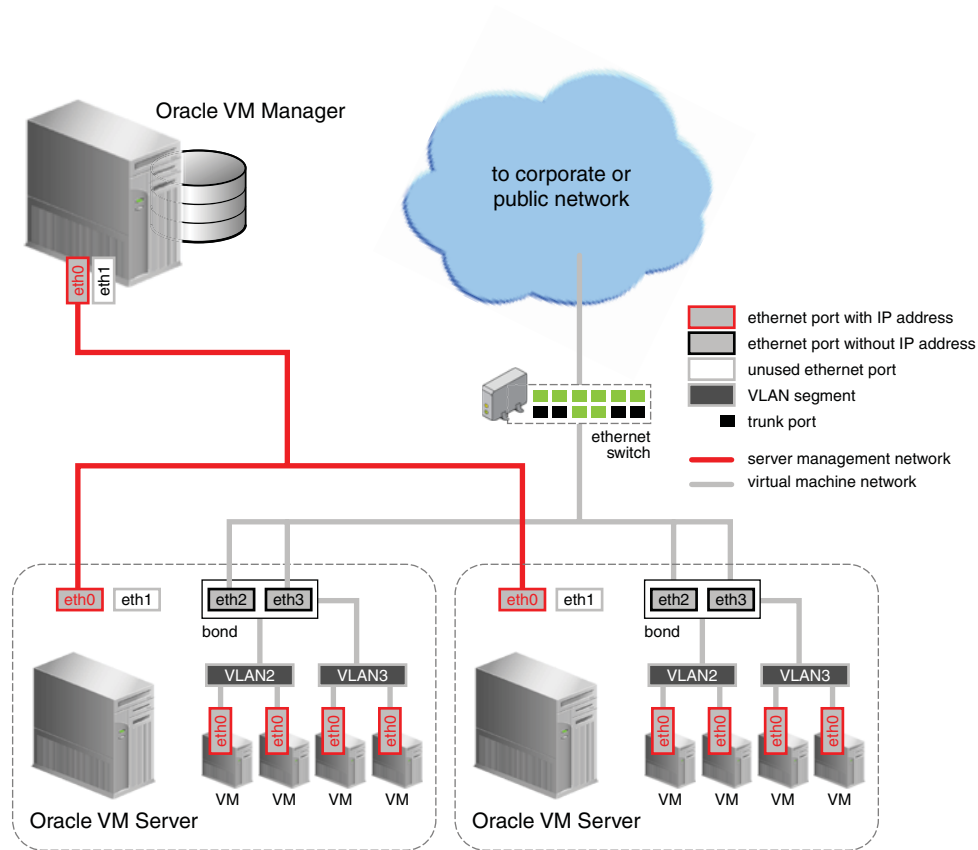 Oracle VM Manager
eth0
eth1
to corporate or
public network
ethernet port with IP address
ethernet port without IP address
unused ethernet port
VLAN segment
trunk port
server management network
virtual machine network
ethernet
switch
eth0
eth1
eth2
eth3
bond
VLAN2
VLAN3
eth0
eth0
eth0
eth0
VM
VM
VM
VM
Oracle VM Server
eth0
eth1
eth2
eth3
bond
VLAN2
VLAN3
eth0
eth0
eth0
eth0
VM
VM
VM
VM
Oracle VM Server